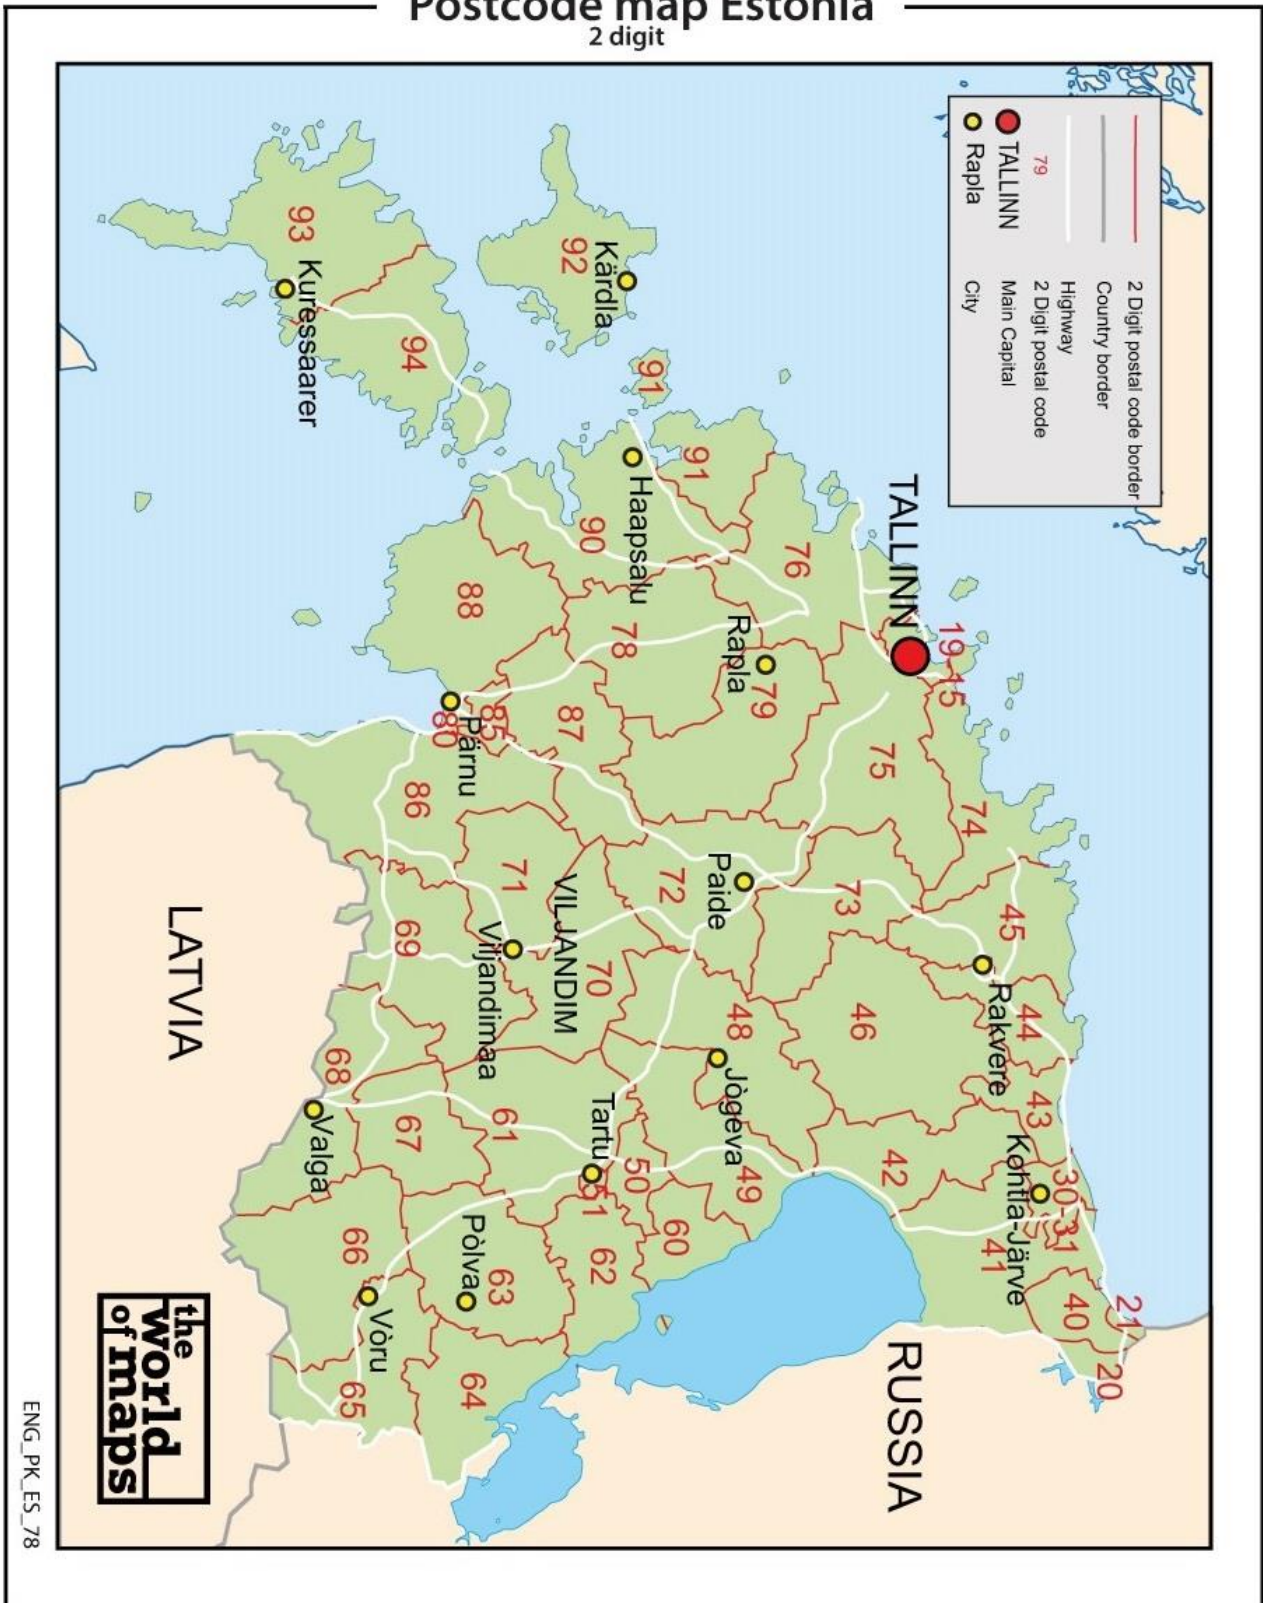 Postcode map Estonia
2 digit
2 Digit postal code border
Country border
Highway
79
2 Digit postal code
TALLINN
Main Capital
Rapla
City
TALLINN
19-15
Kärdla
92
93
Kuressaarer
94
91
91
Haapsalu
90
76
88
78
Rapla
79
87
85
80
Pärnu
86
75
74
71
VILJANDIM
Viljandimaa
72
Paide
73
45
Rakvere
44
69
70
48
46
43
Kohtla-Järve
30-31
68
Valga
67
61
Tartu
50
51
Jògeva
49
42
41
40
21
20
60
62
63
Pòlva
66
Vòru
65
64
LATVIA
RUSSIA
the
world
of maps
ENG_PK_ES_78